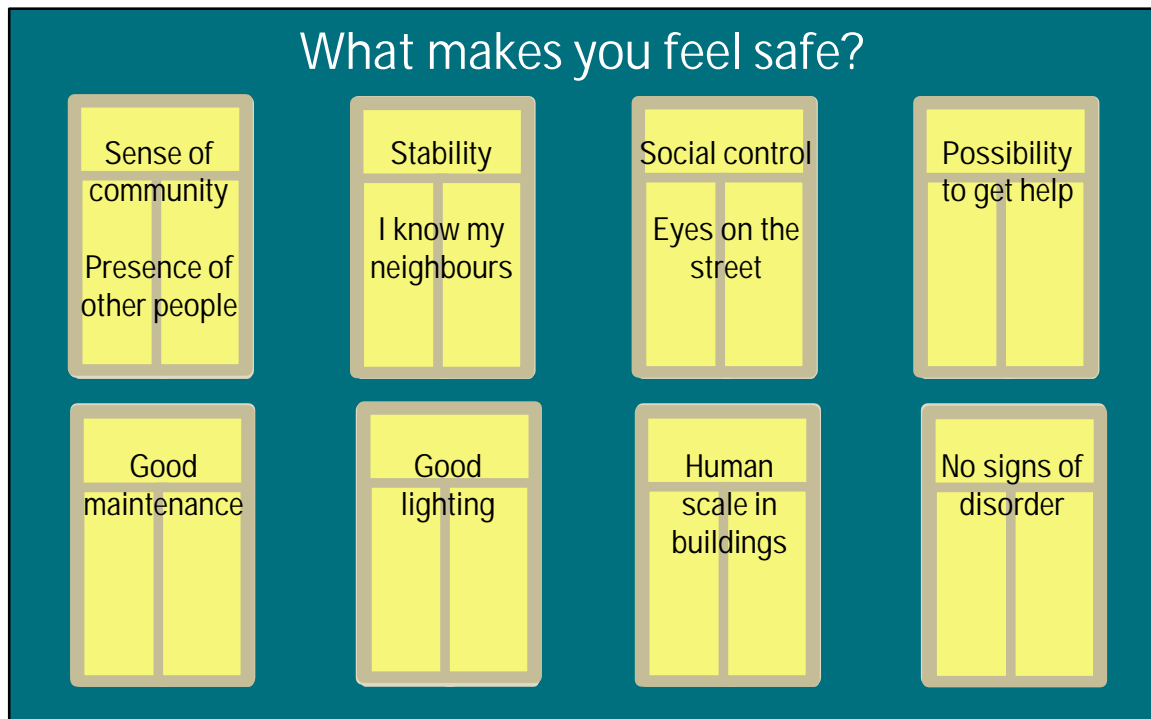 What makes you feel safe?
Sense of
community
Presence of
other people
Stability
I know my
neighbours
Social control
Eyes on the
street
Possibility
to get help
Good
maintenance
Good
lighting
Human
scale in
buildings
No signs of
disorder